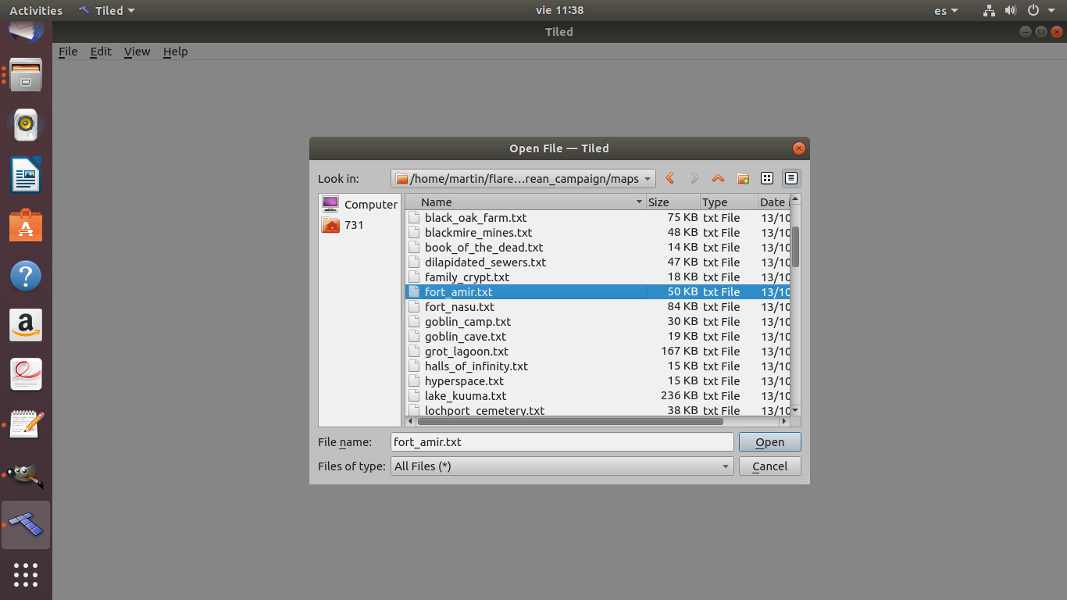 Activities Tiled vie 11:38 es
Tiled
File Edit View Help
Open File — Tiled
Look in: /home/martin/flare...rean_campaign/maps
Computer
731
Name Size Type Date
black_oak_farm.txt 75 KB txt File 13/10
blackmire_mines.txt 48 KB txt File 13/10
book_of_the_dead.txt 14 KB txt File 13/10
dilapidated_sewers.txt 47 KB txt File 13/10
family_crypt.txt 18 KB txt File 13/10
fort_amir.txt 50 KB txt File 13/10
fort_nasu.txt 84 KB txt File 13/10
goblin_camp.txt 30 KB txt File 13/10
goblin_cave.txt 94 KB txt File 13/10
grot_lagoon.txt 167 KB txt File 13/10
halls_of_infinity.txt 15 KB txt File 13/10
hyperspace.txt 15 KB txt File 13/10
lake_kuuma.txt 236 KB txt File 13/10
lochport_cemetery.txt 38 KB txt File 13/10
File name: fort_amir.txt Open
Files of type: All Files (*) Cancel